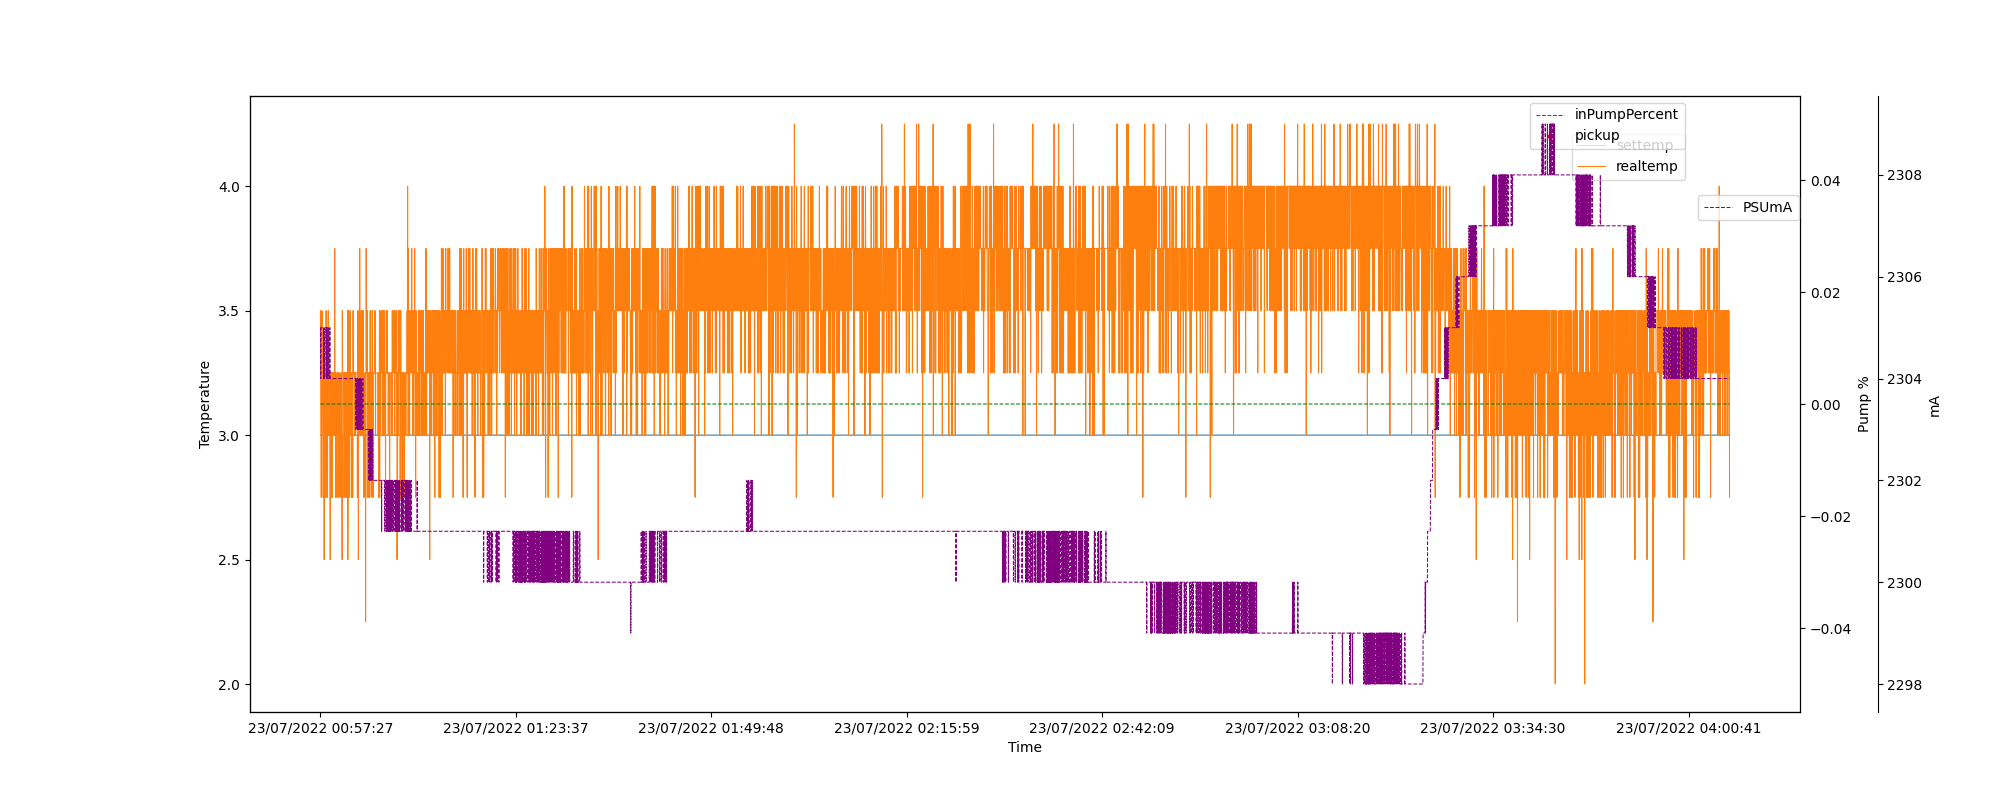 inPumpPercent
pickup
settemp
realtemp
PSUmA
Temperature
4.0
3.5
3.0
2.5
2.0
0.04
0.02
0.00
−0.02
−0.04
Pump %
2308
2306
2304
2302
2300
2298
mA
23/07/2022 00:57:27
23/07/2022 01:23:37
23/07/2022 01:49:48
23/07/2022 02:15:59
23/07/2022 02:42:09
23/07/2022 03:08:20
23/07/2022 03:34:30
23/07/2022 04:00:41
Time